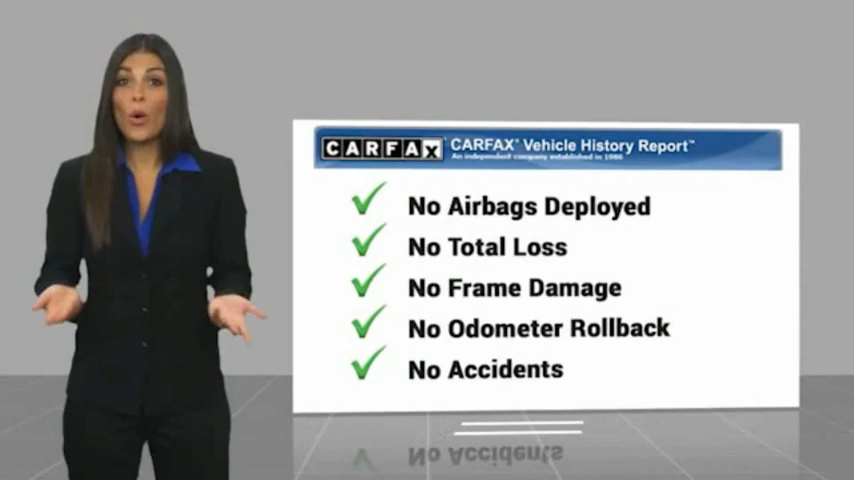 CARFAX CARFAX® Vehicle History Report™
An independent company established in 1986
No Airbags Deployed
No Total Loss
No Frame Damage
No Odometer Rollback
No Accidents
No Accidents